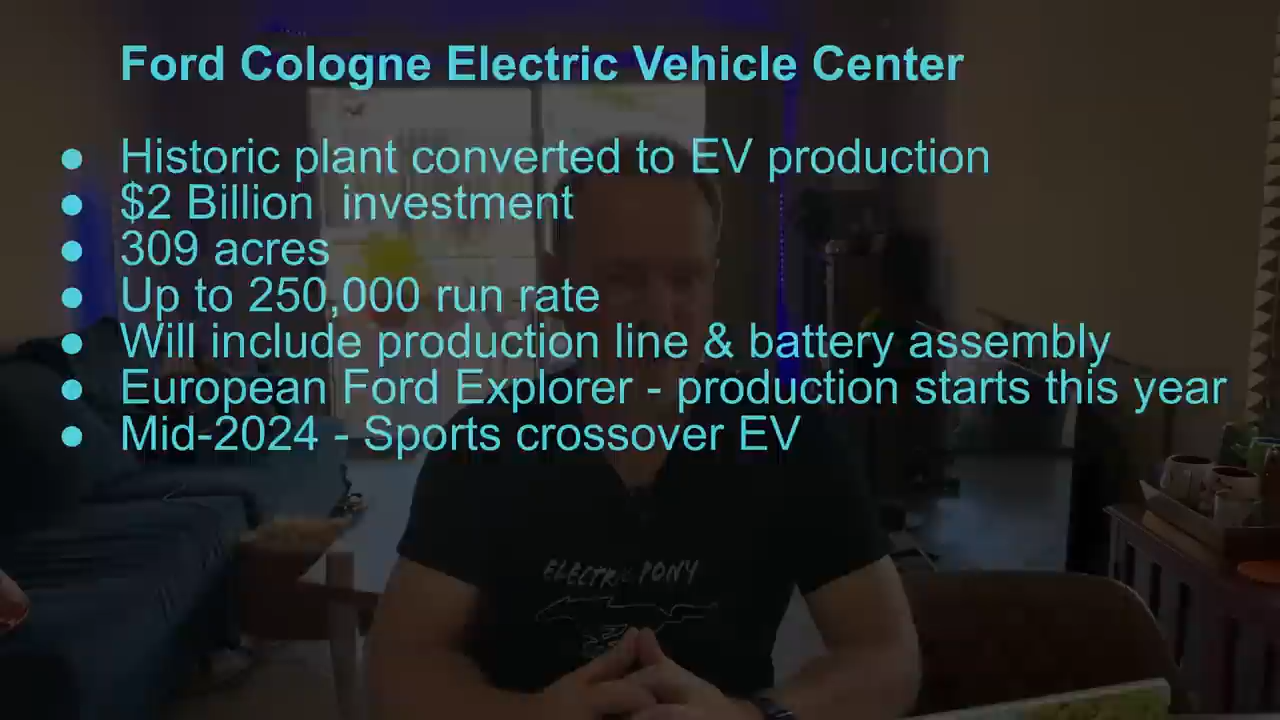 Ford Cologne Electric Vehicle Center
● Historic plant converted to EV production
● $2 Billion  investment
● 309 acres
● Up to 250,000 run rate
● Will include production line & battery assembly
● European Ford Explorer - production starts this year
● Mid-2024 - Sports crossover EV
ELECTRIC PONY